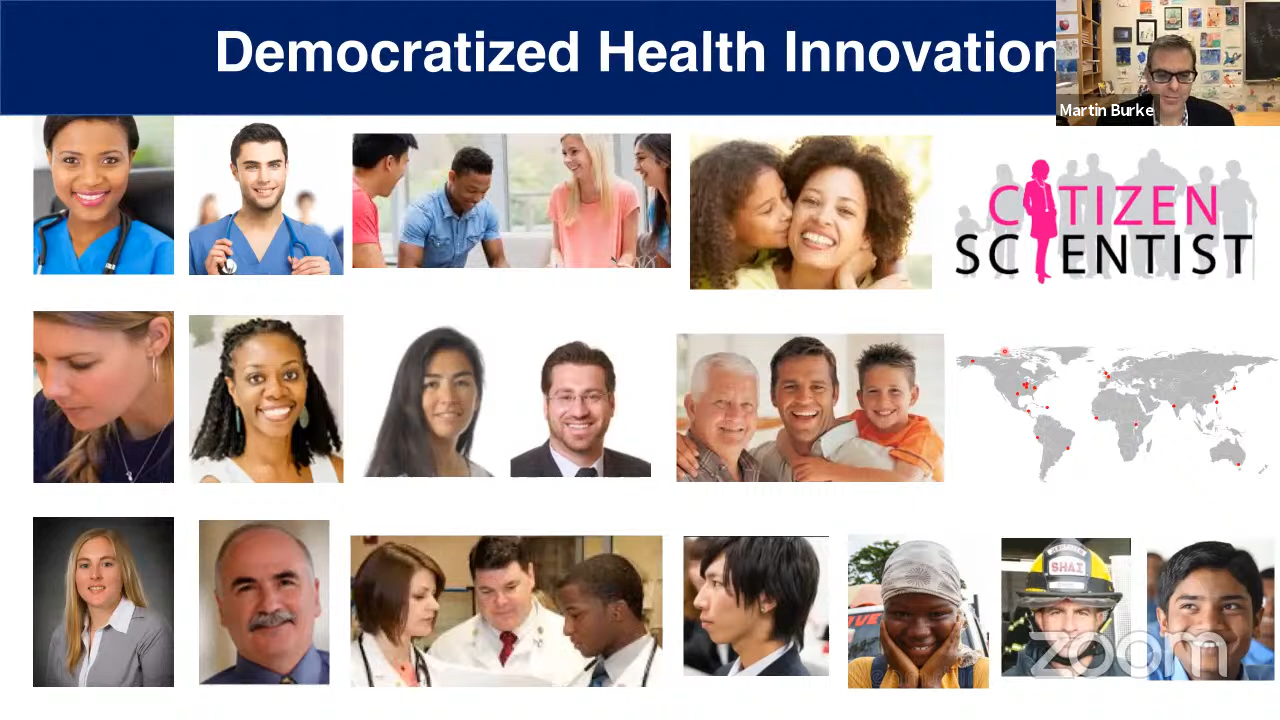 Democratized Health Innovation
Martin Burke
CITIZEN
SCIENTIST
SHAI
zoom